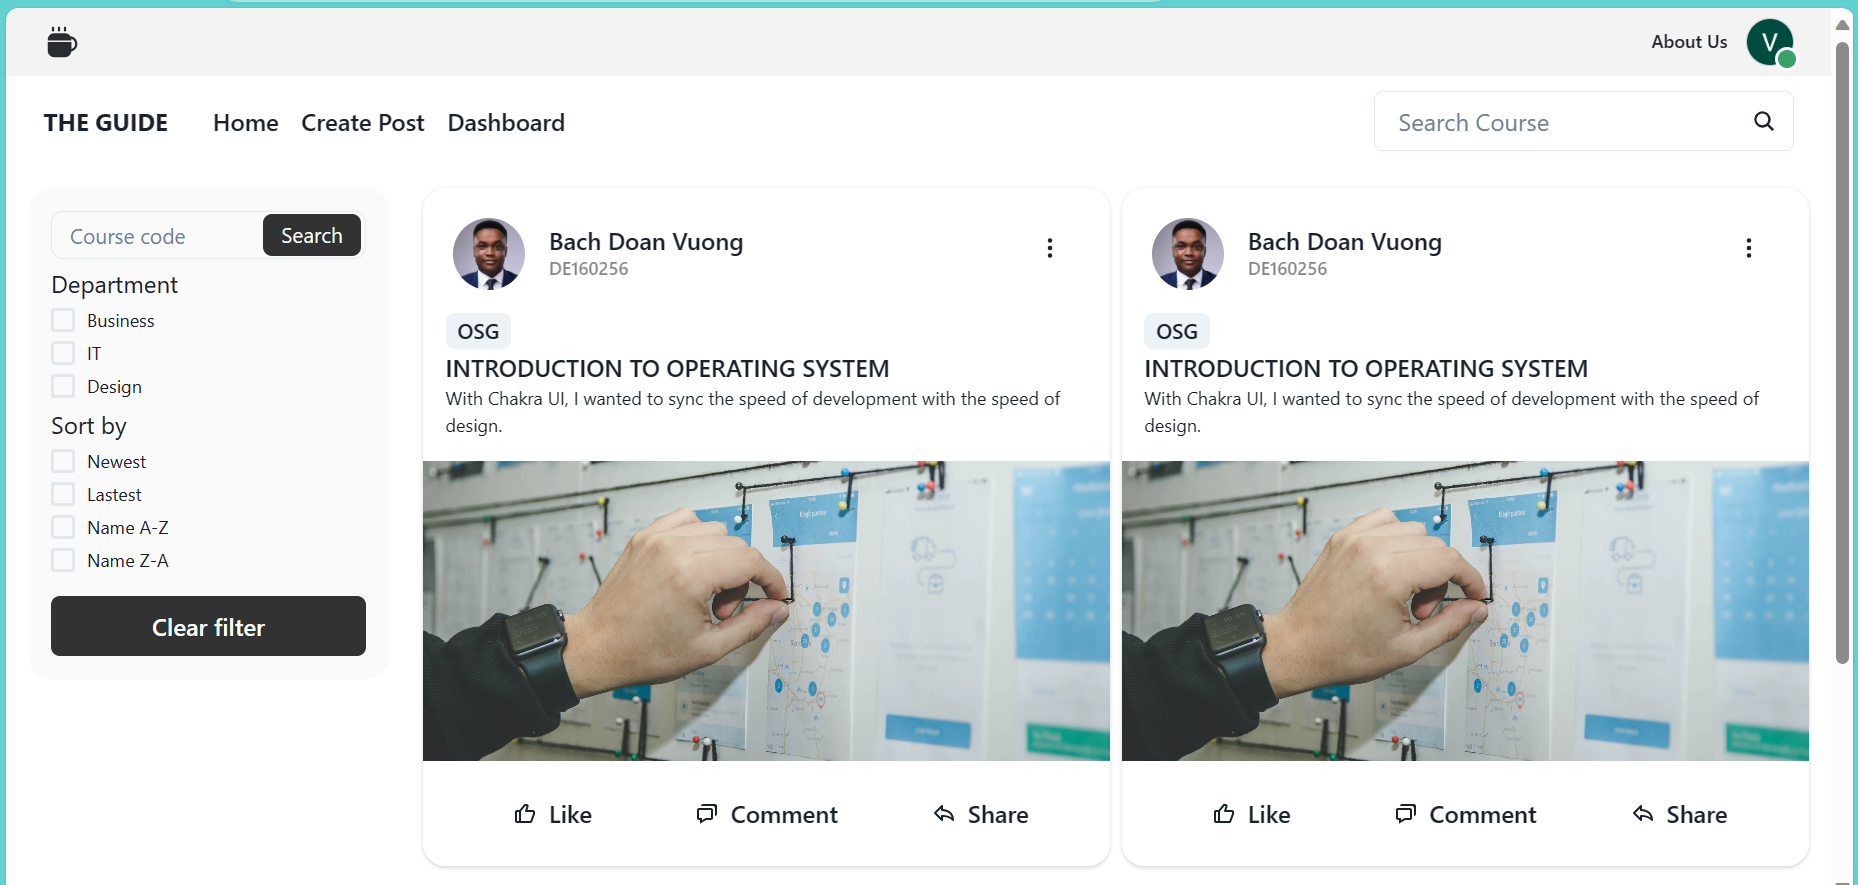 About Us
V
THE GUIDE Home Create Post Dashboard
Search Course
Course code Search
Department
Business
IT
Design
Sort by
Newest
Lastest
Name A-Z
Name Z-A
Clear filter
Bach Doan Vuong
DE160256
OSG
INTRODUCTION TO OPERATING SYSTEM
With Chakra UI, I wanted to sync the speed of development with the speed of
design.
Like Comment Share
Bach Doan Vuong
DE160256
OSG
INTRODUCTION TO OPERATING SYSTEM
With Chakra UI, I wanted to sync the speed of development with the speed of
design.
Like Comment Share